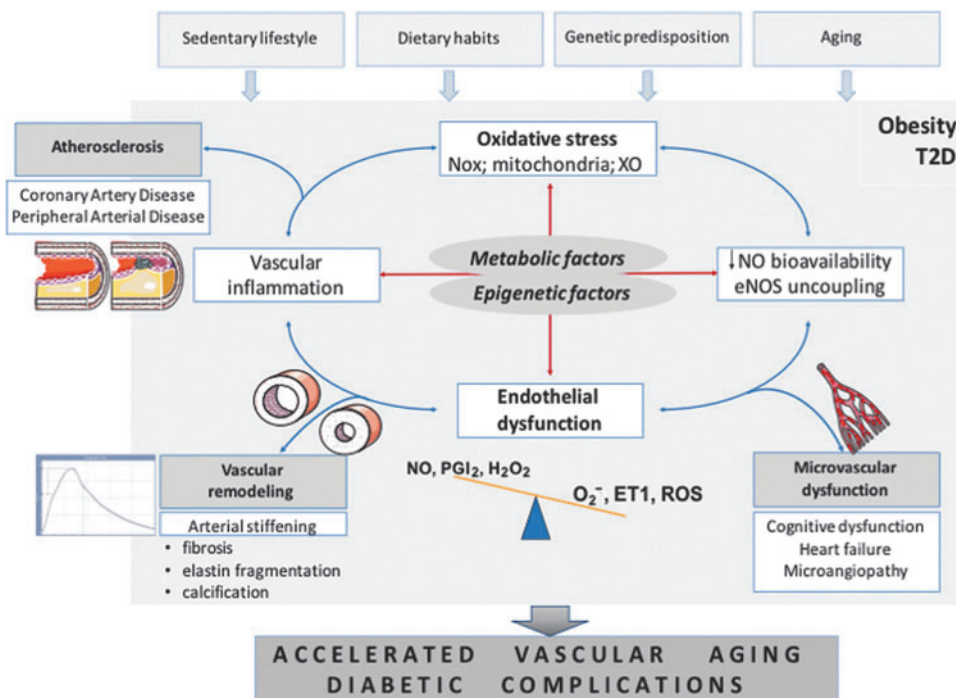 Sedentary lifestyle
Dietary habits
Genetic predisposition
Aging
Obesity
T2D
Atherosclerosis
Coronary Artery Disease
Peripheral Arterial Disease
Oxidative stress
Nox; mitochondria; XO
Vascular
inflammation
Metabolic factors
Epigenetic factors
↓NO bioavailability
eNOS uncoupling
Endothelial
dysfunction
Vascular
remodeling
Arterial stiffening
• fibrosis
• elastin fragmentation
• calcification
NO, PGI₂, H₂O₂
O₂⁻, ET1, ROS
Microvascular
dysfunction
Cognitive dysfunction
Heart failure
Microangiopathy
ACCELERATED VASCULAR AGING
DIABETIC COMPLICATIONS